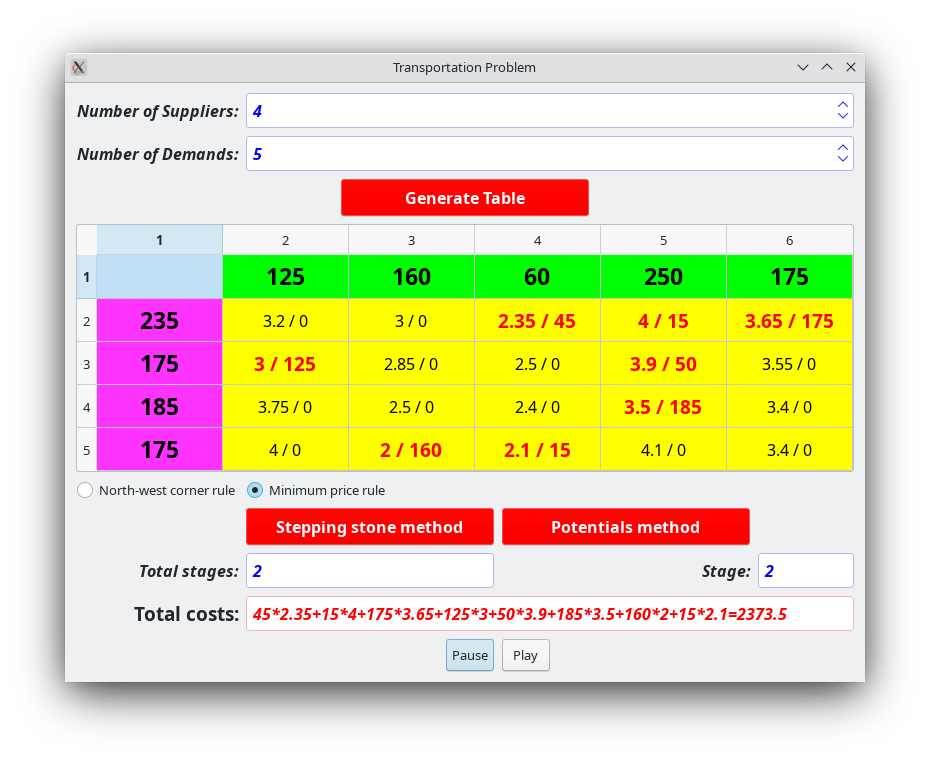 Transportation Problem
Number of Suppliers: 4
Number of Demands: 5
Generate Table
1 2 3 4 5 6
1 125 160 60 250 175
2 235 3.2 / 0 3 / 0 2.35 / 45 4 / 15 3.65 / 175
3 175 3 / 125 2.85 / 0 2.5 / 0 3.9 / 50 3.55 / 0
4 185 3.75 / 0 2.5 / 0 2.4 / 0 3.5 / 185 3.4 / 0
5 175 4 / 0 2 / 160 2.1 / 15 4.1 / 0 3.4 / 0
North-west corner rule Minimum price rule
Stepping stone method Potentials method
Total stages: 2 Stage: 2
Total costs: 45*2.35+15*4+175*3.65+125*3+50*3.9+185*3.5+160*2+15*2.1=2373.5
Pause Play